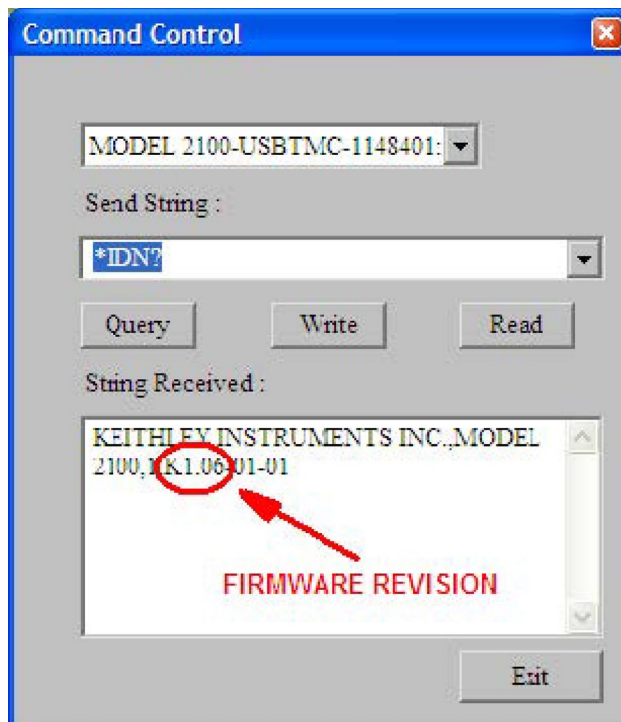 Command Control
MODEL 2100-USBTMC-1148401:
Send String :
*IDN?
Query Write Read
String Received :
KEITHLEY INSTRUMENTS INC.,MODEL
2100, K1.06-01-01
FIRMWARE REVISION
Exit